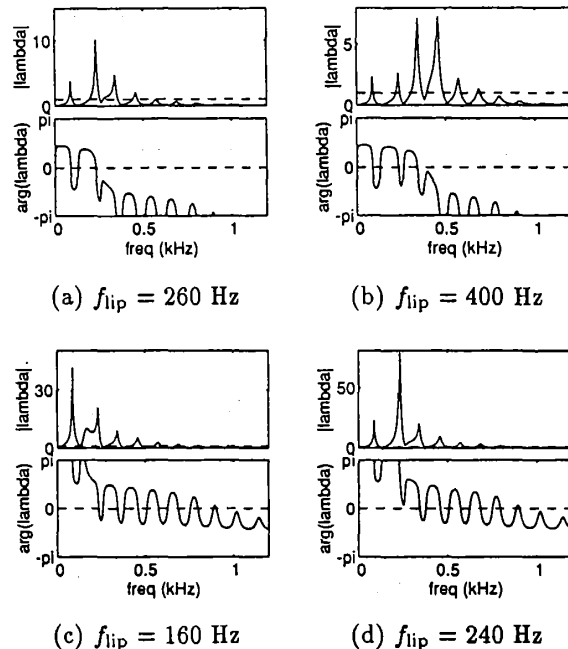 |lambda|
10
0
pi
0
-pi
arg(lambda)
0 0.5 1
freq (kHz)
(a) f_lip = 260 Hz
|lambda|
5
0
pi
0
-pi
arg(lambda)
0 0.5 1
freq (kHz)
(b) f_lip = 400 Hz
|lambda|
30
0
pi
0
-pi
arg(lambda)
0 0.5 1
freq (kHz)
(c) f_lip = 160 Hz
|lambda|
50
0
pi
0
-pi
arg(lambda)
0 0.5 1
freq (kHz)
(d) f_lip = 240 Hz